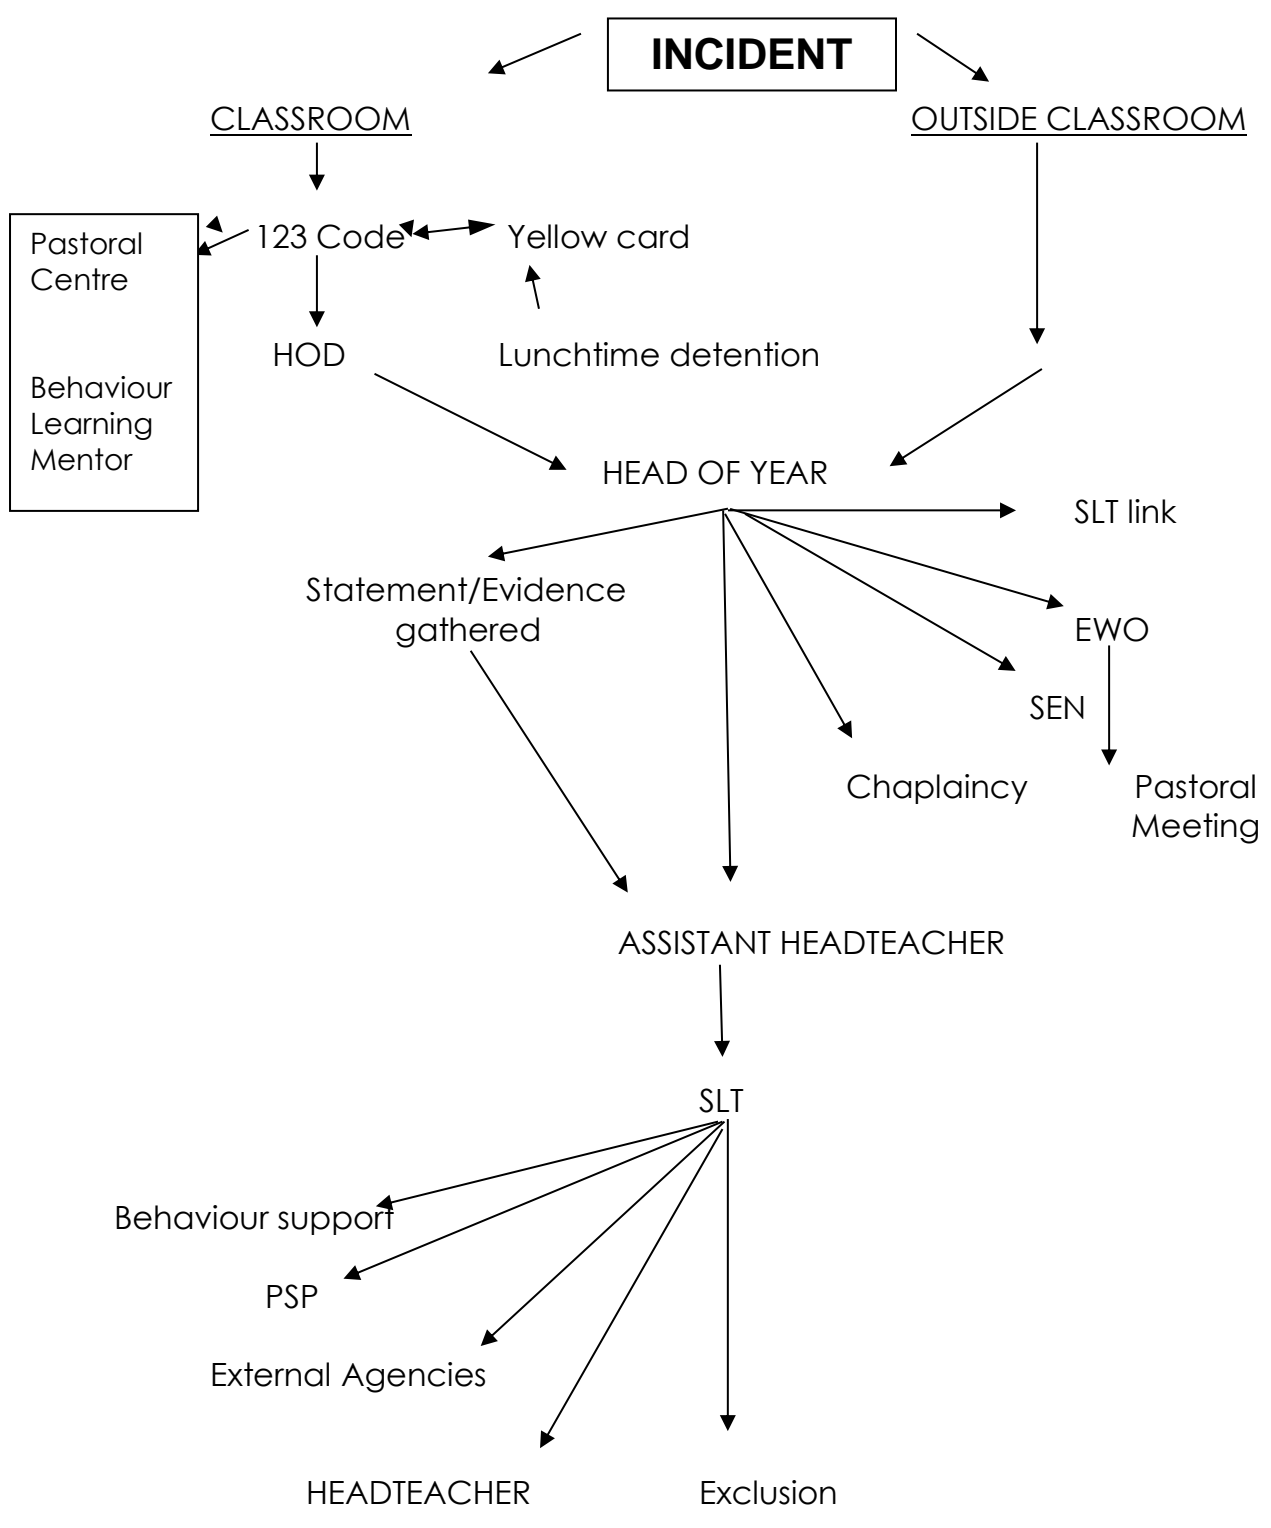 INCIDENT
CLASSROOM
OUTSIDE CLASSROOM
Pastoral
Centre
Behaviour
Learning
Mentor
123 Code
Yellow card
HOD
Lunchtime detention
HEAD OF YEAR
SLT link
Statement/Evidence
gathered
EWO
SEN
Chaplaincy
Pastoral
Meeting
ASSISTANT HEADTEACHER
SLT
Behaviour support
PSP
External Agencies
HEADTEACHER
Exclusion